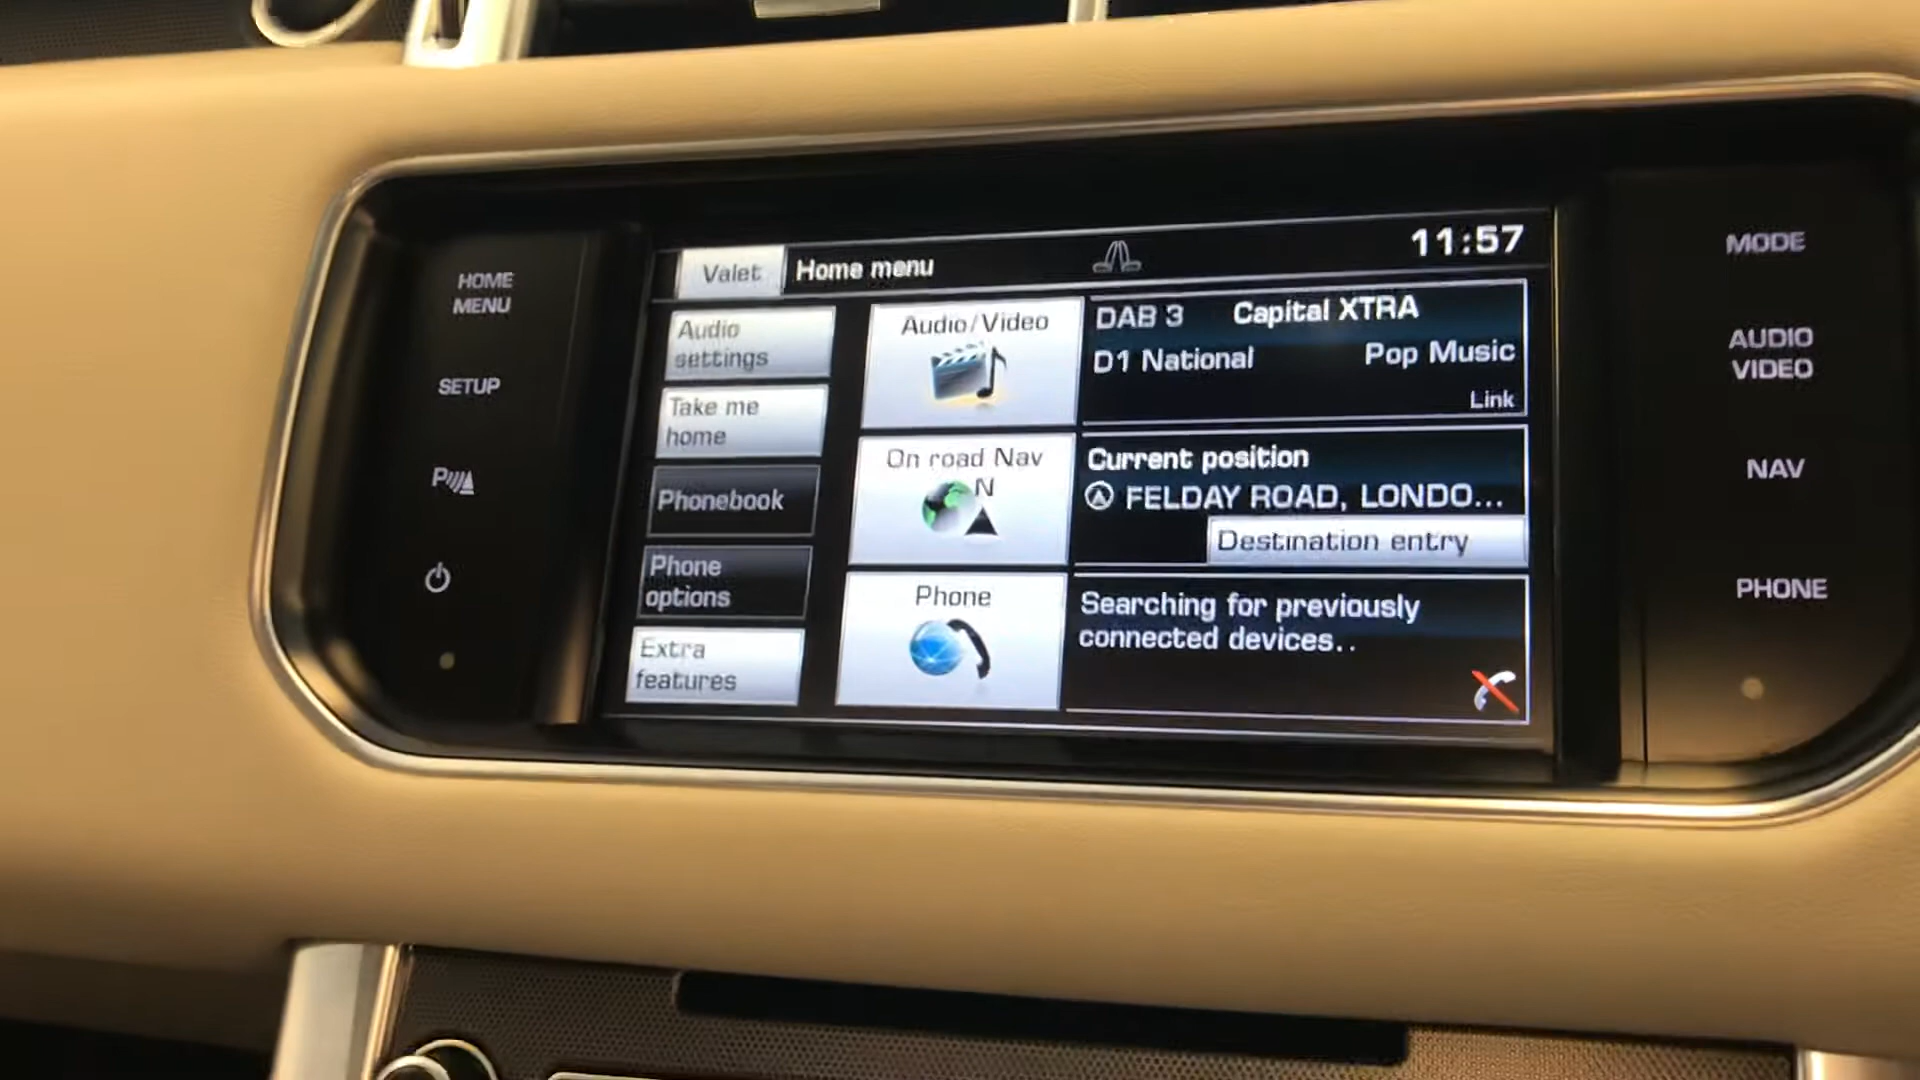 HOME
MENU
SETUP
P
Valet
Home menu
11:57
Audio
settings
Take me
home
Phonebook
Phone
options
Extra
features
Audio/Video
On road Nav
N
Phone
DAB 3 Capital XTRA
D1 National Pop Music
Link
Current position
FELDAY ROAD, LONDO...
Destination entry
Searching for previously
connected devices..
MODE
AUDIO
VIDEO
NAV
PHONE